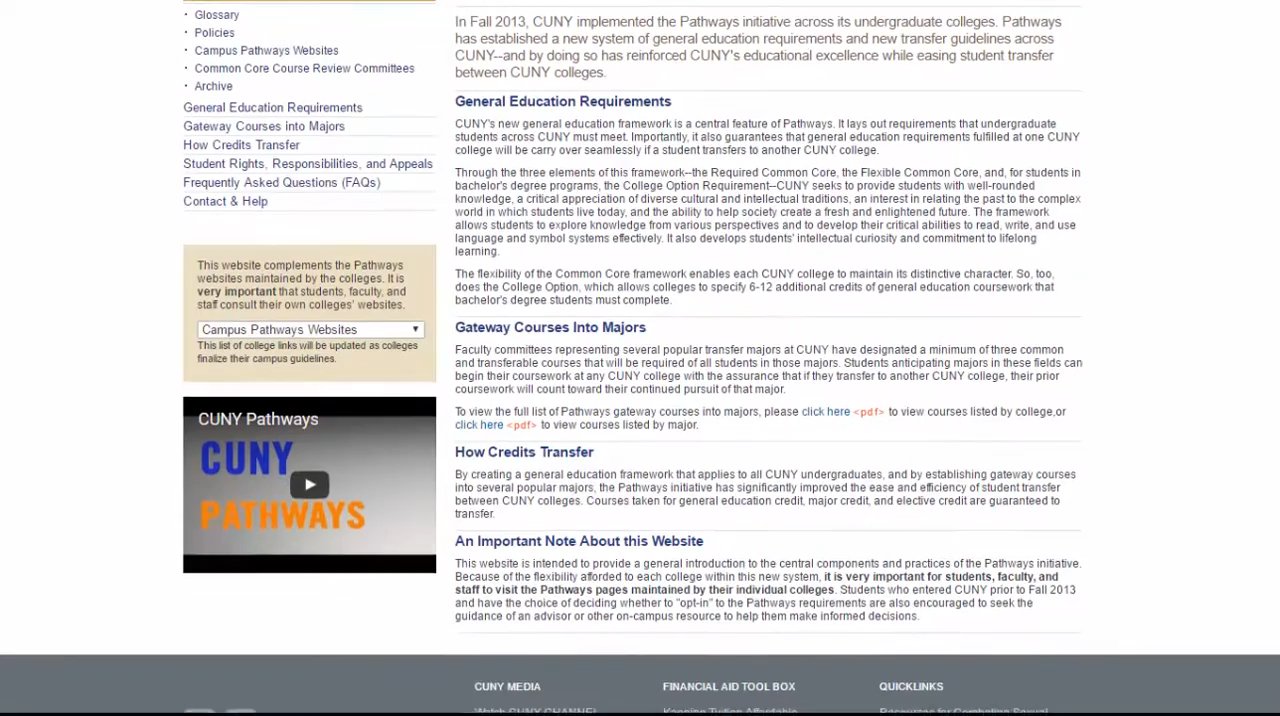 Glossary
Policies
Campus Pathways Websites
Common Core Course Review Committees
Archive
General Education Requirements
Gateway Courses into Majors
How Credits Transfer
Student Rights, Responsibilities, and Appeals
Frequently Asked Questions (FAQs)
Contact & Help
This website complements the Pathways
websites maintained by the colleges. It is
very important that students, faculty, and
staff consult their own colleges' websites.
Campus Pathways Websites
This list of college links will be updated as colleges
finalize their campus guidelines.
CUNY Pathways
CUNY
PATHWAYS
In Fall 2013, CUNY implemented the Pathways initiative across its undergraduate colleges. Pathways
has established a new system of general education requirements and new transfer guidelines across
CUNY--and by doing so has reinforced CUNY's educational excellence while easing student transfer
between CUNY colleges.
General Education Requirements
CUNY's new general education framework is a central feature of Pathways. It lays out requirements that undergraduate
students across CUNY must meet. Importantly, it also guarantees that general education requirements fulfilled at one CUNY
college will be carry over seamlessly if a student transfers to another CUNY college.
Through the three elements of this framework--the Required Common Core, the Flexible Common Core, and, for students in
bachelor's degree programs, the College Option Requirement--CUNY seeks to provide students with well-rounded
knowledge, a critical appreciation of diverse cultural and intellectual traditions, an interest in relating the past to the complex
world in which students live today, and the ability to help society create a fresh and enlightened future. The framework
allows students to explore knowledge from various perspectives and to develop their critical abilities to read, write, and use
language and symbol systems effectively. It also develops students' intellectual curiosity and commitment to lifelong
learning.
The flexibility of the Common Core framework enables each CUNY college to maintain its distinctive character. So, too,
does the College Option, which allows colleges to specify 6-12 additional credits of general education coursework that
bachelor's degree students must complete.
Gateway Courses Into Majors
Faculty committees representing several popular transfer majors at CUNY have designated a minimum of three common
and transferable courses that will be required of all students in those majors. Students anticipating majors in these fields can
begin their coursework at any CUNY college with the assurance that if they transfer to another CUNY college, their prior
coursework will count toward their continued pursuit of that major.
To view the full list of Pathways gateway courses into majors, please click here <pdf> to view courses listed by college,or
click here <pdf> to view courses listed by major.
How Credits Transfer
By creating a general education framework that applies to all CUNY undergraduates, and by establishing gateway courses
into several popular majors, the Pathways initiative has significantly improved the ease and efficiency of student transfer
between CUNY colleges. Courses taken for general education credit, major credit, and elective credit are guaranteed to
transfer.
An Important Note About this Website
This website is intended to provide a general introduction to the central components and practices of the Pathways initiative.
Because of the flexibility afforded to each college within this new system, it is very important for students, faculty, and
staff to visit the Pathways pages maintained by their individual colleges. Students who entered CUNY prior to Fall 2013
and have the choice of deciding whether to "opt-in" to the Pathways requirements are also encouraged to seek the
guidance of an advisor or other on-campus resource to help them make informed decisions.
CUNY MEDIA
FINANCIAL AID TOOL BOX
QUICKLINKS
Watch CUNY CHANNEL
Keeping Tuition Affordable
Resources for Combating Sexual